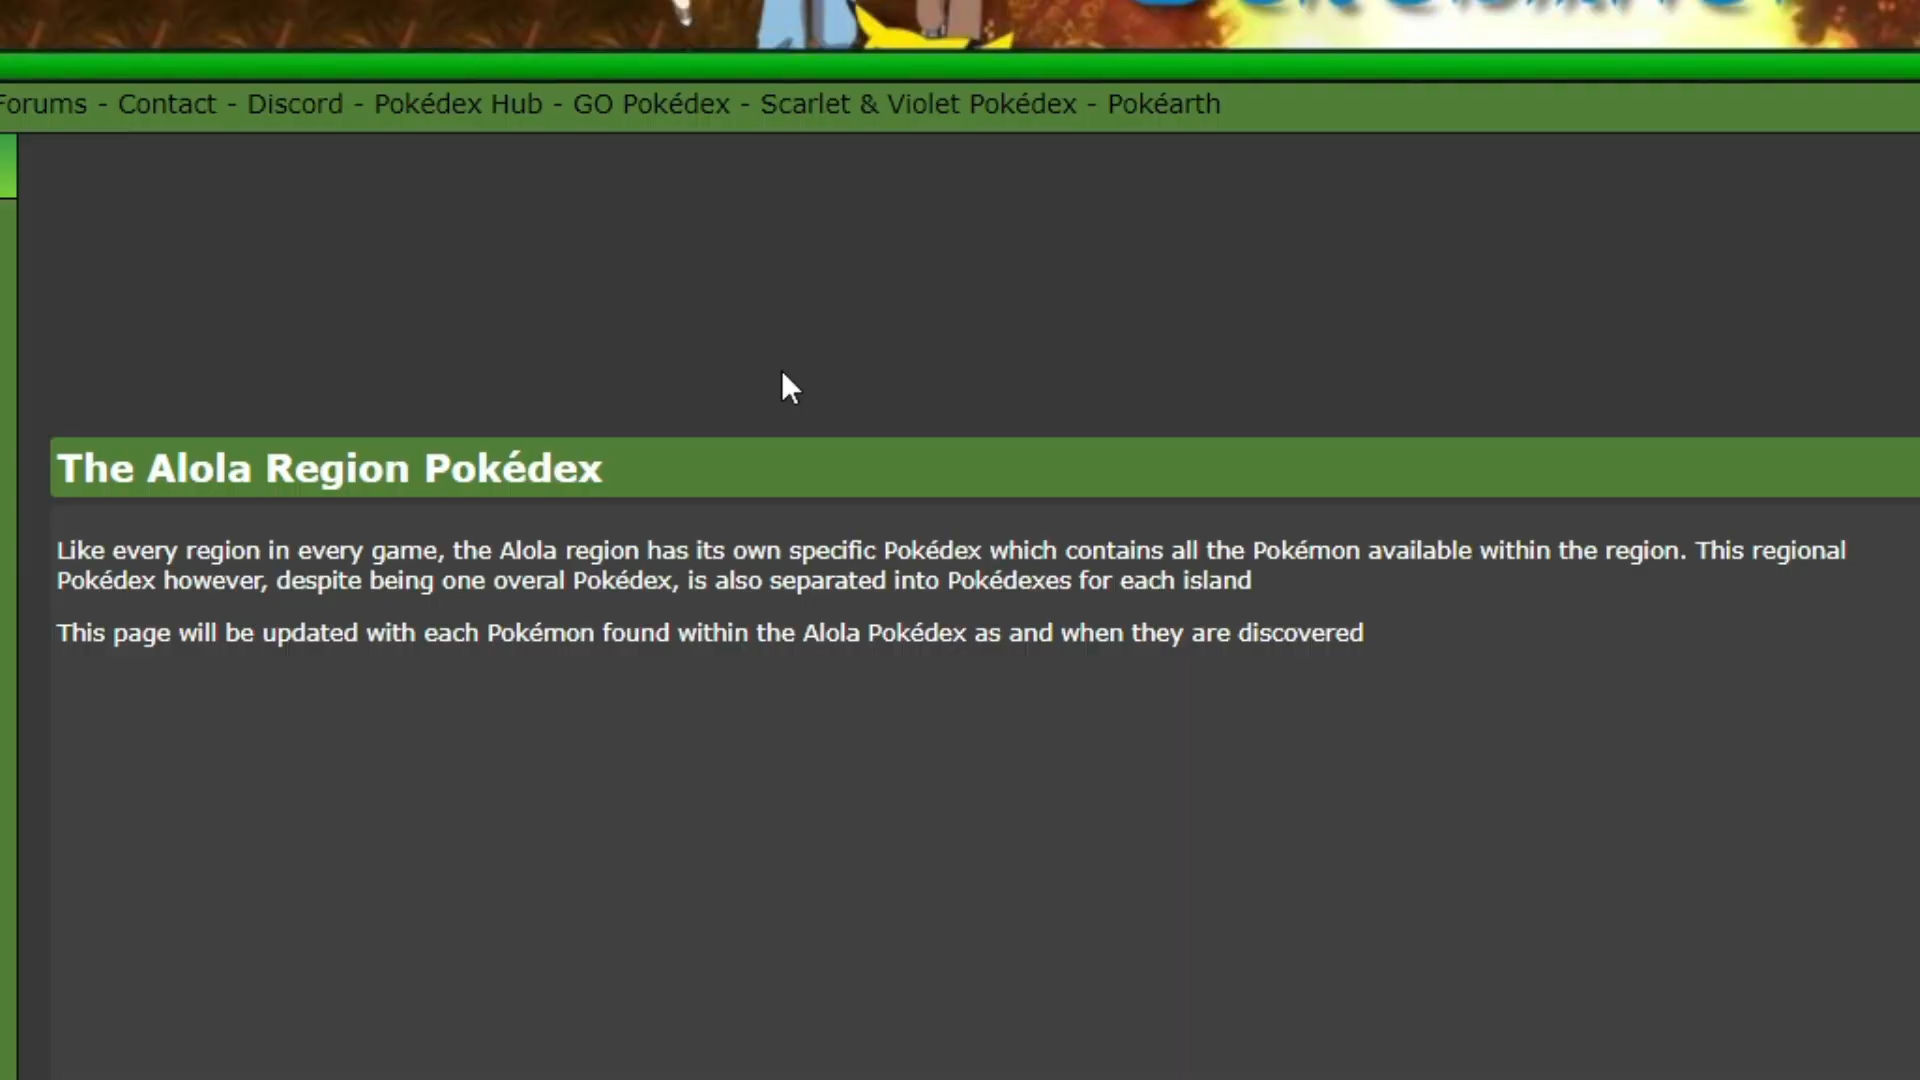 Forums - Contact - Discord - Pokédex Hub - GO Pokédex - Scarlet & Violet Pokédex - Pokéarth
The Alola Region Pokédex
Like every region in every game, the Alola region has its own specific Pokédex which contains all the Pokémon available within the region. This regional
Pokédex however, despite being one overal Pokédex, is also separated into Pokédexes for each island
This page will be updated with each Pokémon found within the Alola Pokédex as and when they are discovered